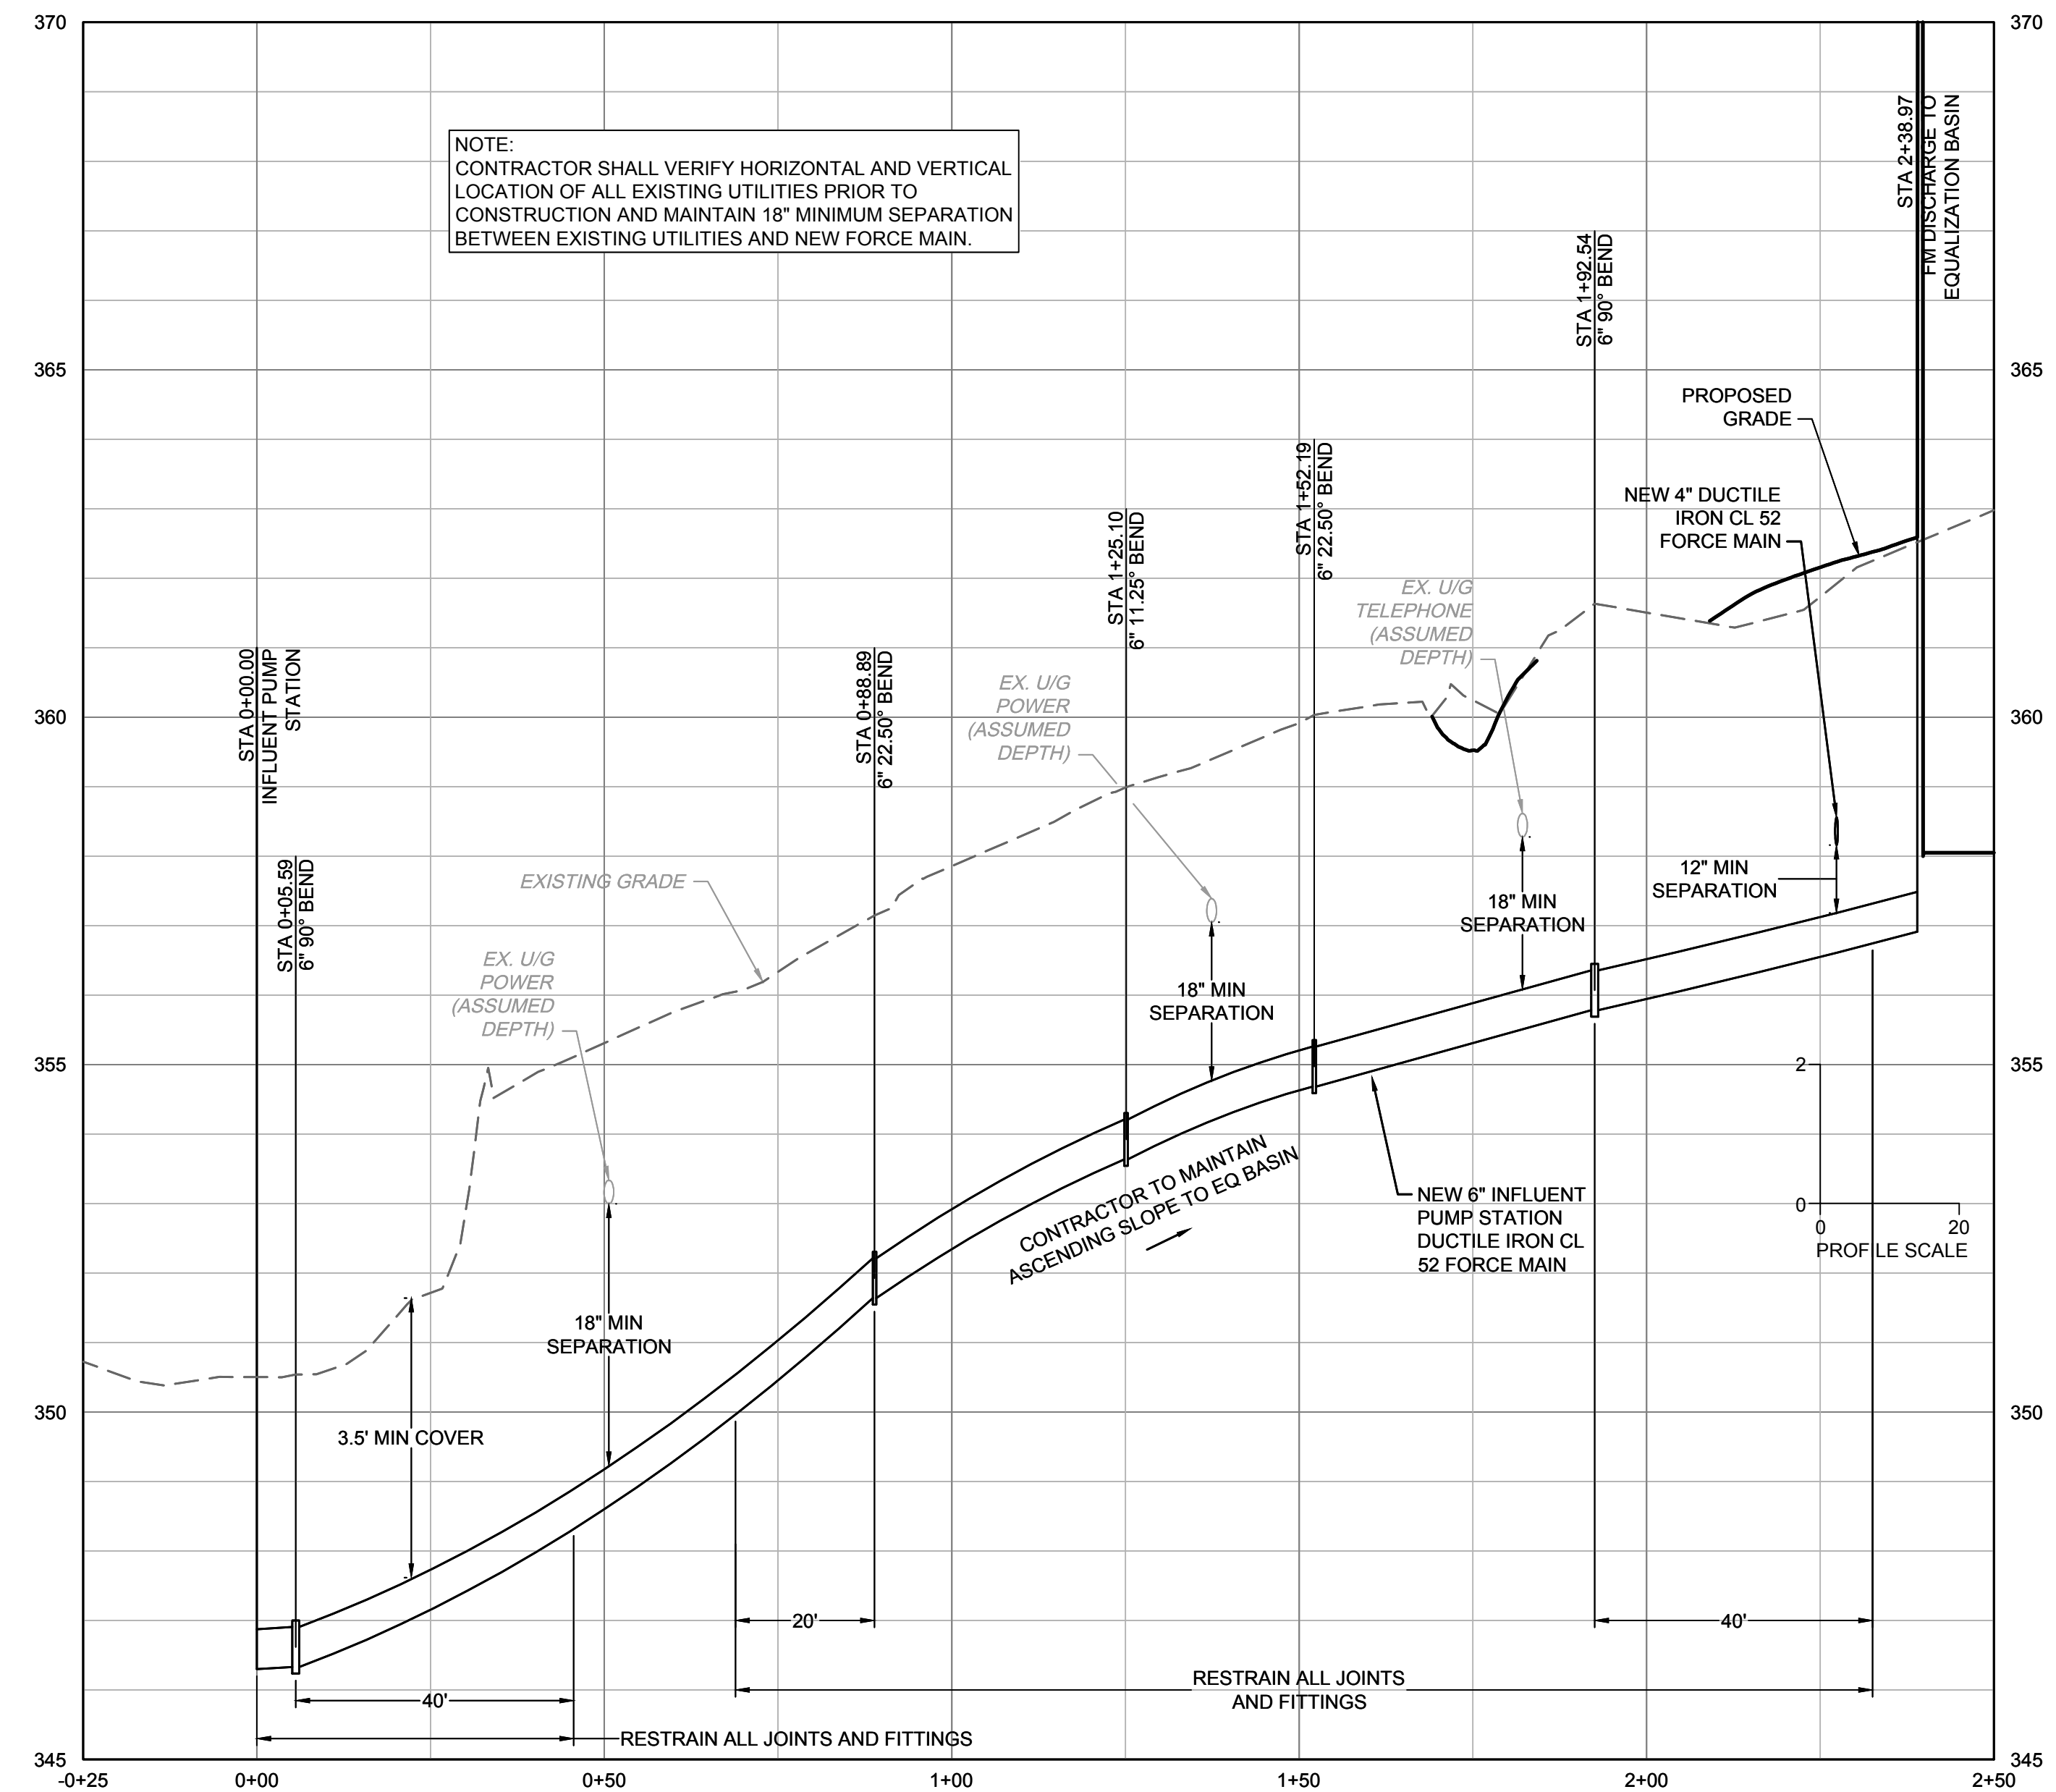 370
370
NOTE:
CONTRACTOR SHALL VERIFY HORIZONTAL AND VERTICAL
LOCATION OF ALL EXISTING UTILITIES PRIOR TO
CONSTRUCTION AND MAINTAIN 18" MINIMUM SEPARATION
BETWEEN EXISTING UTILITIES AND NEW FORCE MAIN.
STA 2+38.97
FM DISCHARGE TO
EQUALIZATION BASIN
STA 1+92.54
6" 90° BEND
365
365
PROPOSED
GRADE
STA 1+52.19
6" 22.50° BEND
NEW 4" DUCTILE
IRON CL 52
FORCE MAIN
STA 1+25.10
6" 11.25° BEND
EX. U/G
TELEPHONE
(ASSUMED
DEPTH)
STA 0+00.00
INFLUENT PUMP
STATION
STA 0+88.89
6" 22.50° BEND
EX. U/G
POWER
(ASSUMED
DEPTH)
360
360
STA 0+05.59
6" 90° BEND
EXISTING GRADE
12" MIN
SEPARATION
18" MIN
SEPARATION
EX. U/G
POWER
(ASSUMED
DEPTH)
18" MIN
SEPARATION
355
355
2
0
0
20
PROFILE SCALE
CONTRACTOR TO MAINTAIN
ASCENDING SLOPE TO EQ BASIN
NEW 6" INFLUENT
PUMP STATION
DUCTILE IRON CL
52 FORCE MAIN
18" MIN
SEPARATION
350
350
3.5' MIN COVER
20'
40'
RESTRAIN ALL JOINTS
AND FITTINGS
40'
RESTRAIN ALL JOINTS AND FITTINGS
345
345
-0+25
0+00
0+50
1+00
1+50
2+00
2+50